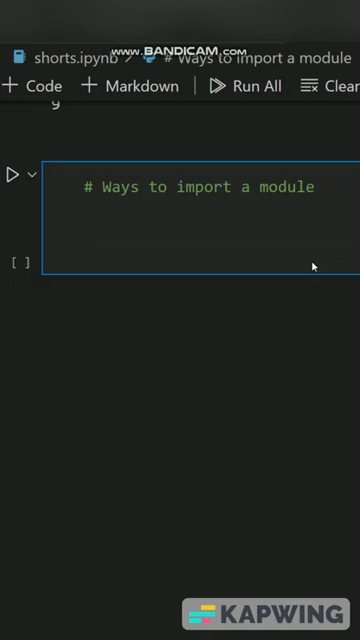 www.BANDICAM.com
shorts.ipynb # Ways to import a module
+ Code + Markdown Run All Clear
9
# Ways to import a module
[ ]
KAPWING